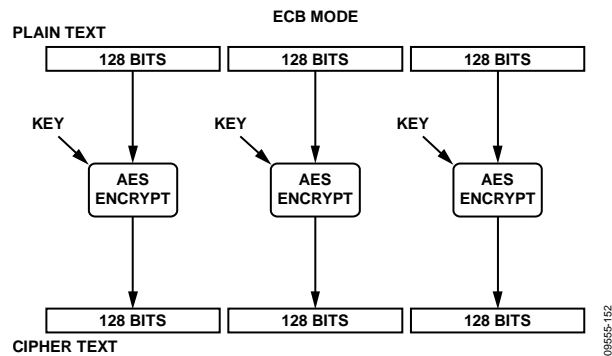 ECB MODE
PLAIN TEXT
128 BITS 128 BITS 128 BITS
KEY KEY KEY
AES ENCRYPT
AES ENCRYPT
AES ENCRYPT
128 BITS 128 BITS 128 BITS
CIPHER TEXT
09555-152